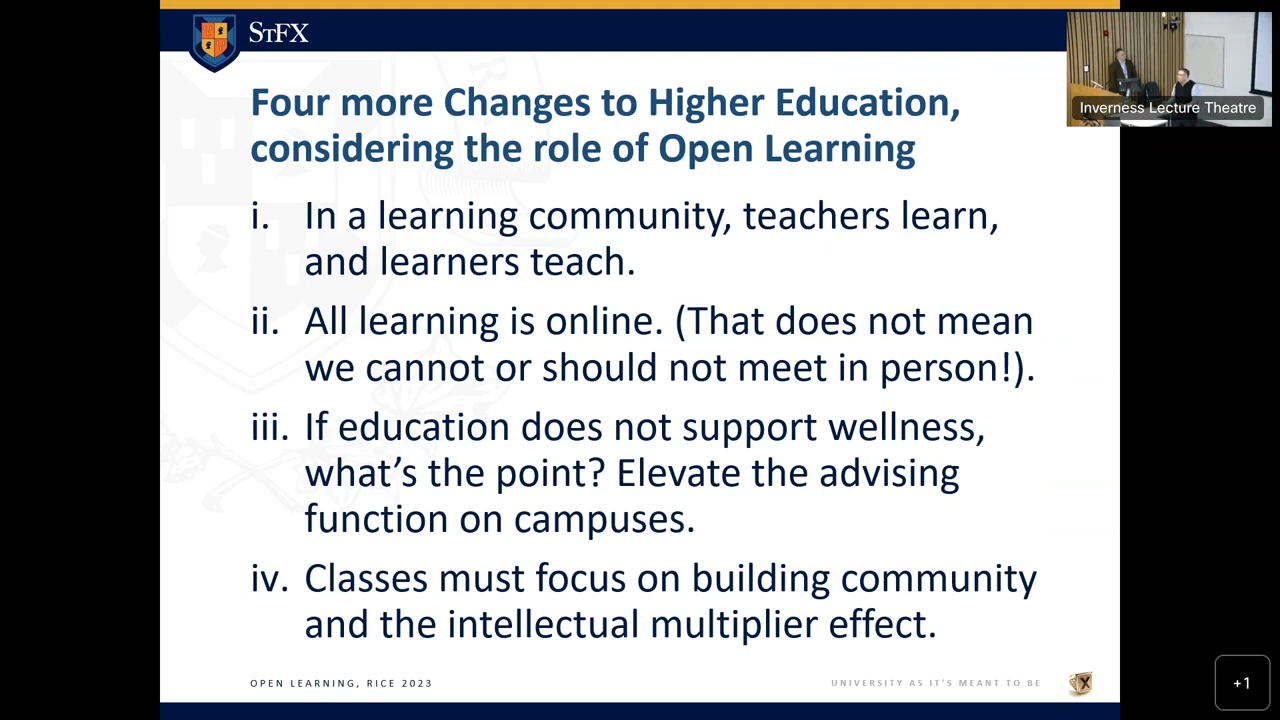 STFX
Inverness Lecture Theatre
Four more Changes to Higher Education,
considering the role of Open Learning
i. In a learning community, teachers learn,
and learners teach.
ii. All learning is online. (That does not mean
we cannot or should not meet in person!).
iii. If education does not support wellness,
what’s the point? Elevate the advising
function on campuses.
iv. Classes must focus on building community
and the intellectual multiplier effect.
OPEN LEARNING, RICE 2023
UNIVERSITY AS IT'S MEANT TO BE
X
+1